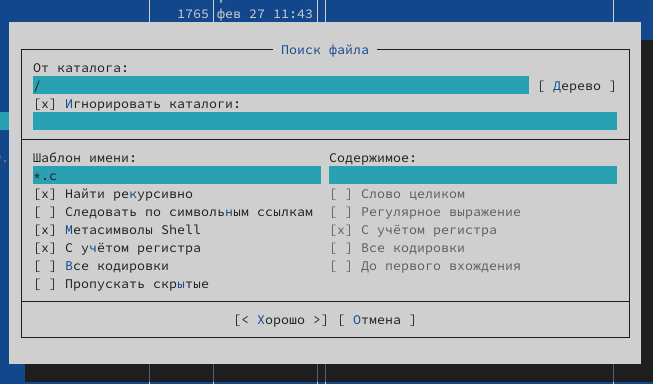 1765 фев 27 11:43
Поиск файла
От каталога:
/ [ Дерево ]
[x] Игнорировать каталоги:
Шаблон имени: Содержимое:
*.c
[x] Найти рекурсивно [ ] Слово целиком
[ ] Следовать по символьным ссылкам [ ] Регулярное выражение
[x] Метасимволы Shell [x] С учётом регистра
[x] С учётом регистра [ ] Все кодировки
[ ] Все кодировки [ ] До первого вхождения
[ ] Пропускать скрытые
[< Хорошо >] [ Отмена ]